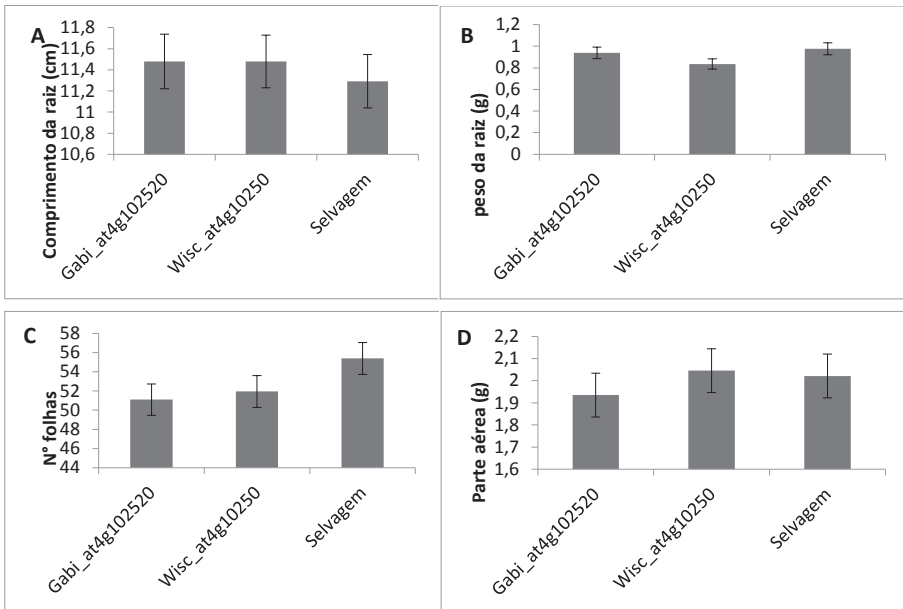 A
Comprimento da raiz (cm)
11,8
11,6
11,4
11,2
11
10,8
10,6
Gabi_at4g102520
Wisc_at4g10250
Selvagem
B
peso da raiz (g)
1,2
1
0,8
0,6
0,4
0,2
0
Gabi_at4g102520
Wisc_at4g10250
Selvagem
C
N° folhas
58
56
54
52
50
48
46
44
Gabi_at4g102520
Wisc_at4g10250
Selvagem
D
Parte aérea (g)
2,2
2,1
2
1,9
1,8
1,7
1,6
Gabi_at4g102520
Wisc_at4g10250
Selvagem